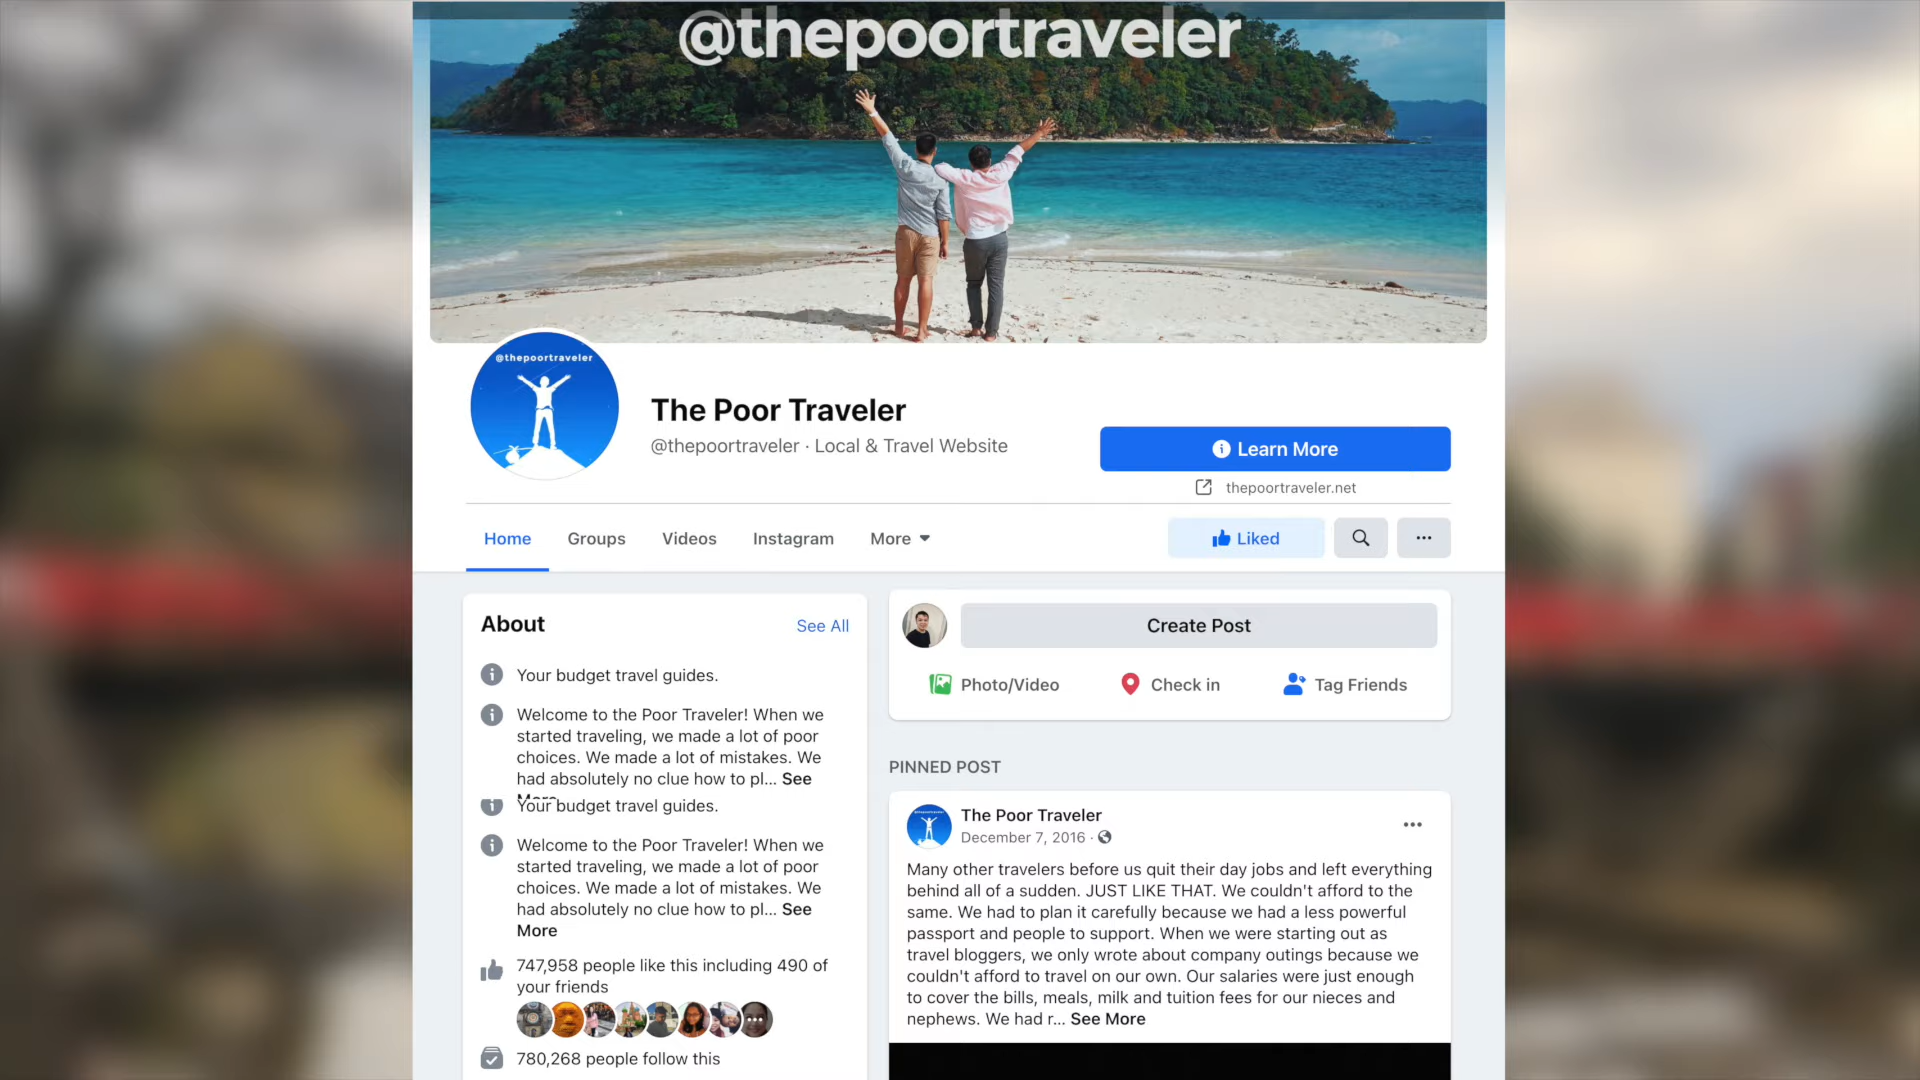 @thepoortraveler
@thepoortraveler
The Poor Traveler
@thepoortraveler · Local & Travel Website
Learn More
thepoortraveler.net
Home Groups Videos Instagram More
Liked
About
See All
Your budget travel guides.
Welcome to the Poor Traveler! When we
started traveling, we made a lot of poor
choices. We made a lot of mistakes. We
had absolutely no clue how to pl... See
More
Your budget travel guides.
Welcome to the Poor Traveler! When we
started traveling, we made a lot of poor
choices. We made a lot of mistakes. We
had absolutely no clue how to pl... See
More
747,958 people like this including 490 of
your friends
780,268 people follow this
Create Post
Photo/Video Check in Tag Friends
PINNED POST
The Poor Traveler
December 7, 2016 ·
Many other travelers before us quit their day jobs and left everything
behind all of a sudden. JUST LIKE THAT. We couldn't afford to the
same. We had to plan it carefully because we had a less powerful
passport and people to support. When we were starting out as
travel bloggers, we only wrote about company outings because we
couldn't afford to travel on our own. Our salaries were just enough
to cover the bills, meals, milk and tuition fees for our nieces and
nephews. We had r... See More